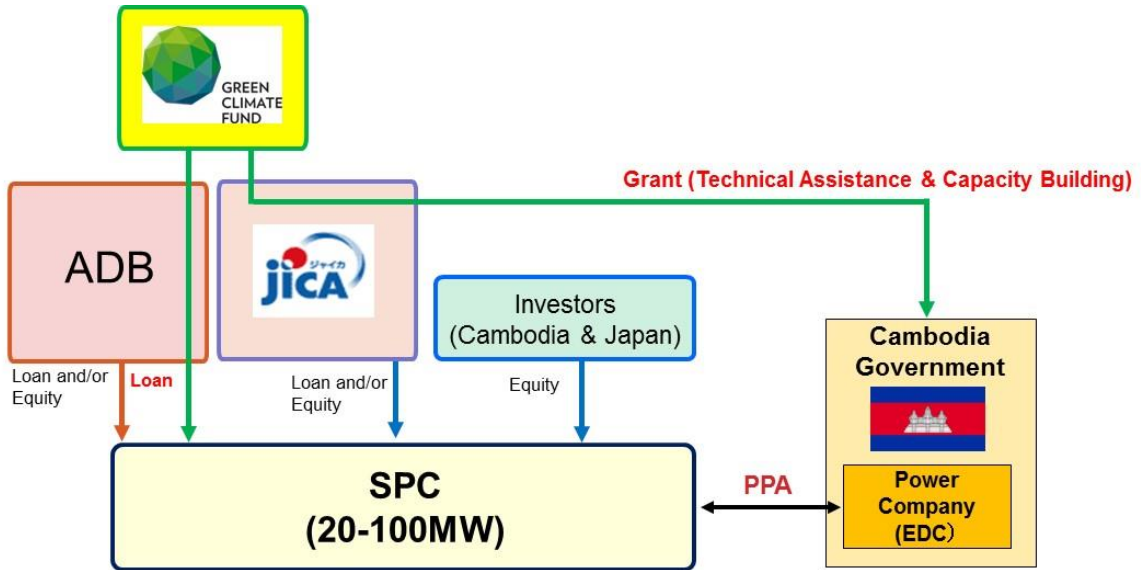 GREEN
CLIMATE
FUND
Grant (Technical Assistance & Capacity Building)
ADB
ジャイカ
jICA
Investors
(Cambodia & Japan)
Cambodia
Government
Loan and/or
Equity
Loan
Loan and/or
Equity
Equity
SPC
(20-100MW)
PPA
Power
Company
(EDC）